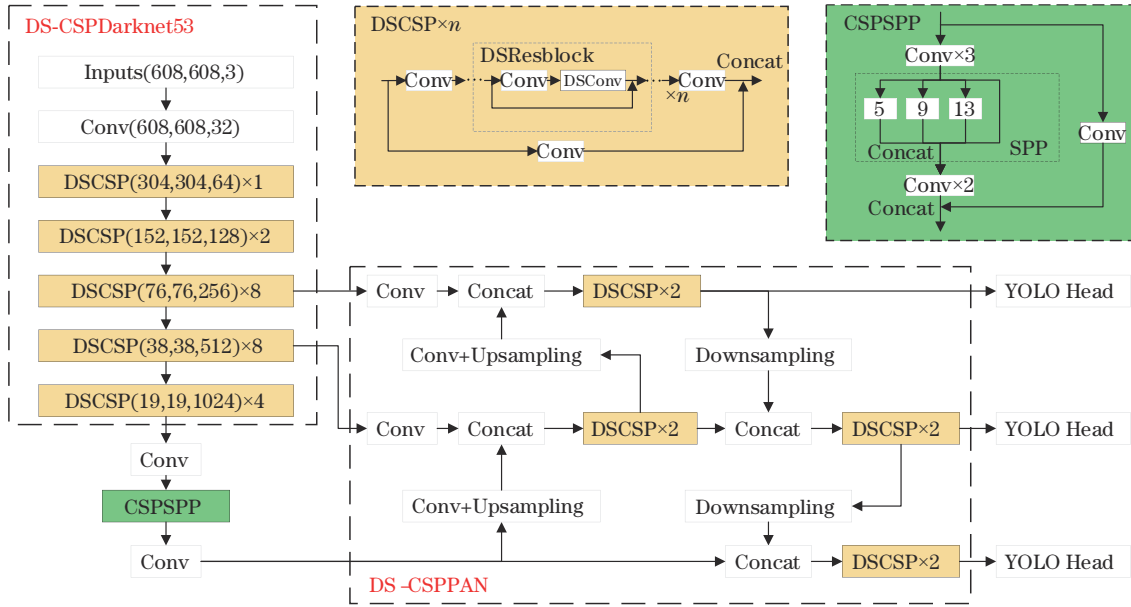 DS-CSPDarknet53
Inputs(608,608,3)
Conv(608,608,32)
DSCSP(304,304,64)×1
DSCSP(152,152,128)×2
DSCSP(76,76,256)×8
DSCSP(38,38,512)×8
DSCSP(19,19,1024)×4
Conv
CSPSPP
Conv
DSCSP×n
DSResblock
Concat
Conv
Conv
DSConv
Conv
×n
Conv
CSPSPP
Conv×3
5
9
13
Conv
Concat
SPP
Conv×2
Concat
Conv
Concat
DSCSP×2
YOLO Head
Conv+Upsampling
Downsampling
Conv
Concat
DSCSP×2
Concat
DSCSP×2
YOLO Head
Conv+Upsampling
Downsampling
Concat
DSCSP×2
YOLO Head
DS-CSPPAN